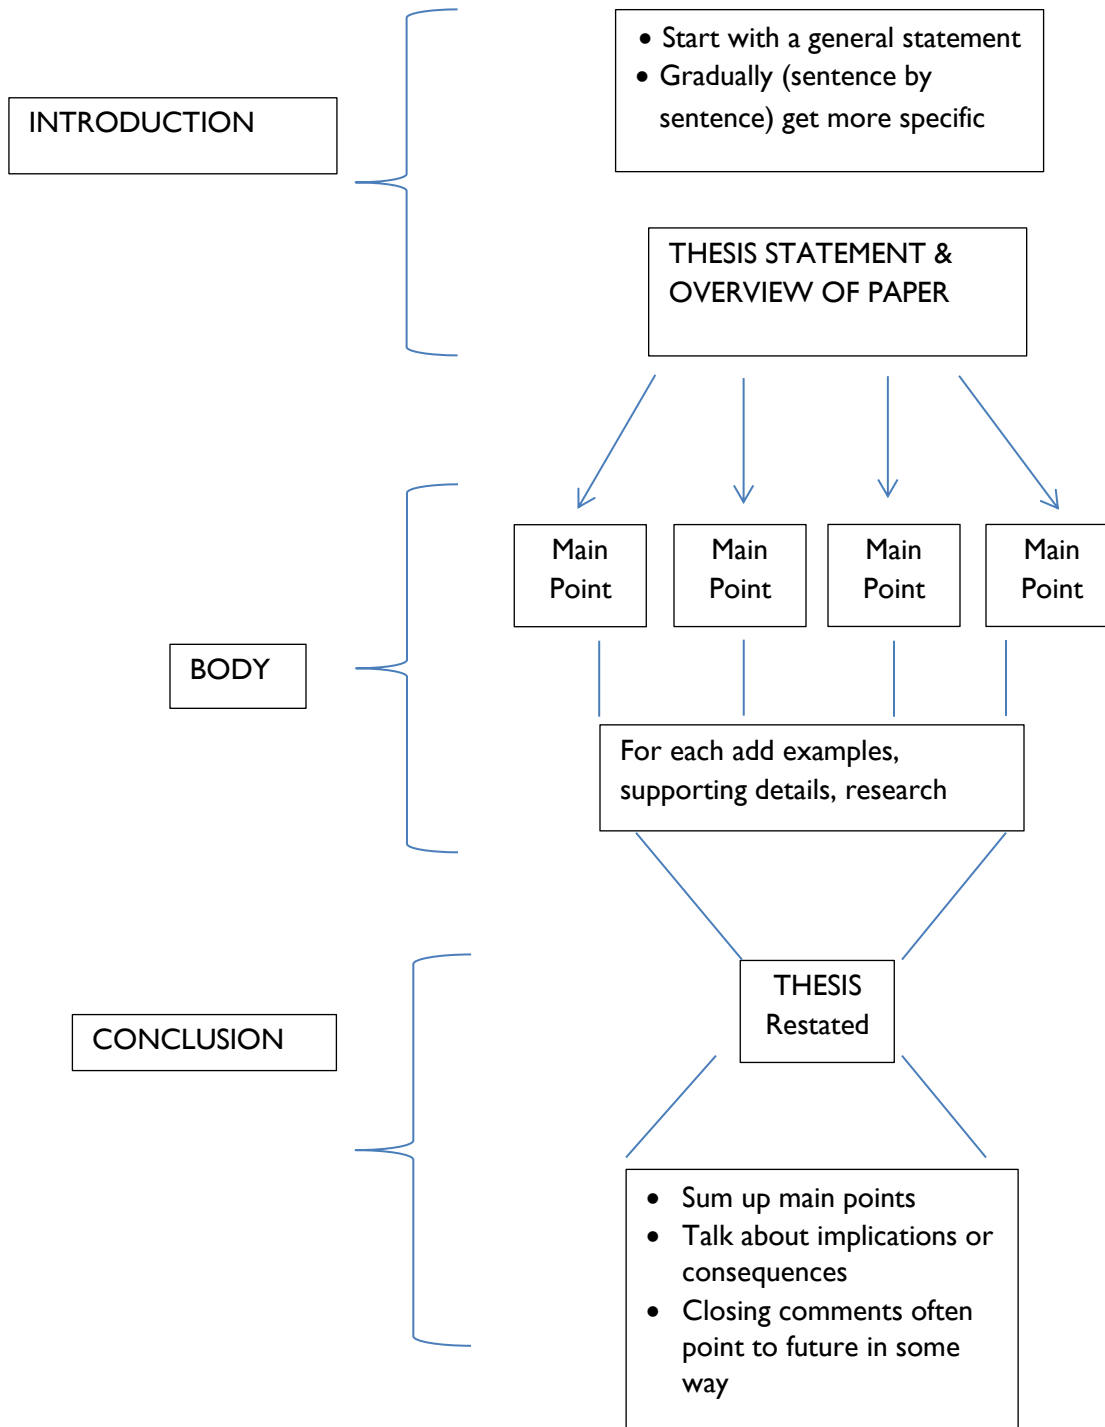 INTRODUCTION
• Start with a general statement
• Gradually (sentence by
sentence) get more specific
THESIS STATEMENT &
OVERVIEW OF PAPER
BODY
Main
Point
Main
Point
Main
Point
Main
Point
For each add examples,
supporting details, research
CONCLUSION
THESIS
Restated
• Sum up main points
• Talk about implications or
consequences
• Closing comments often
point to future in some
way